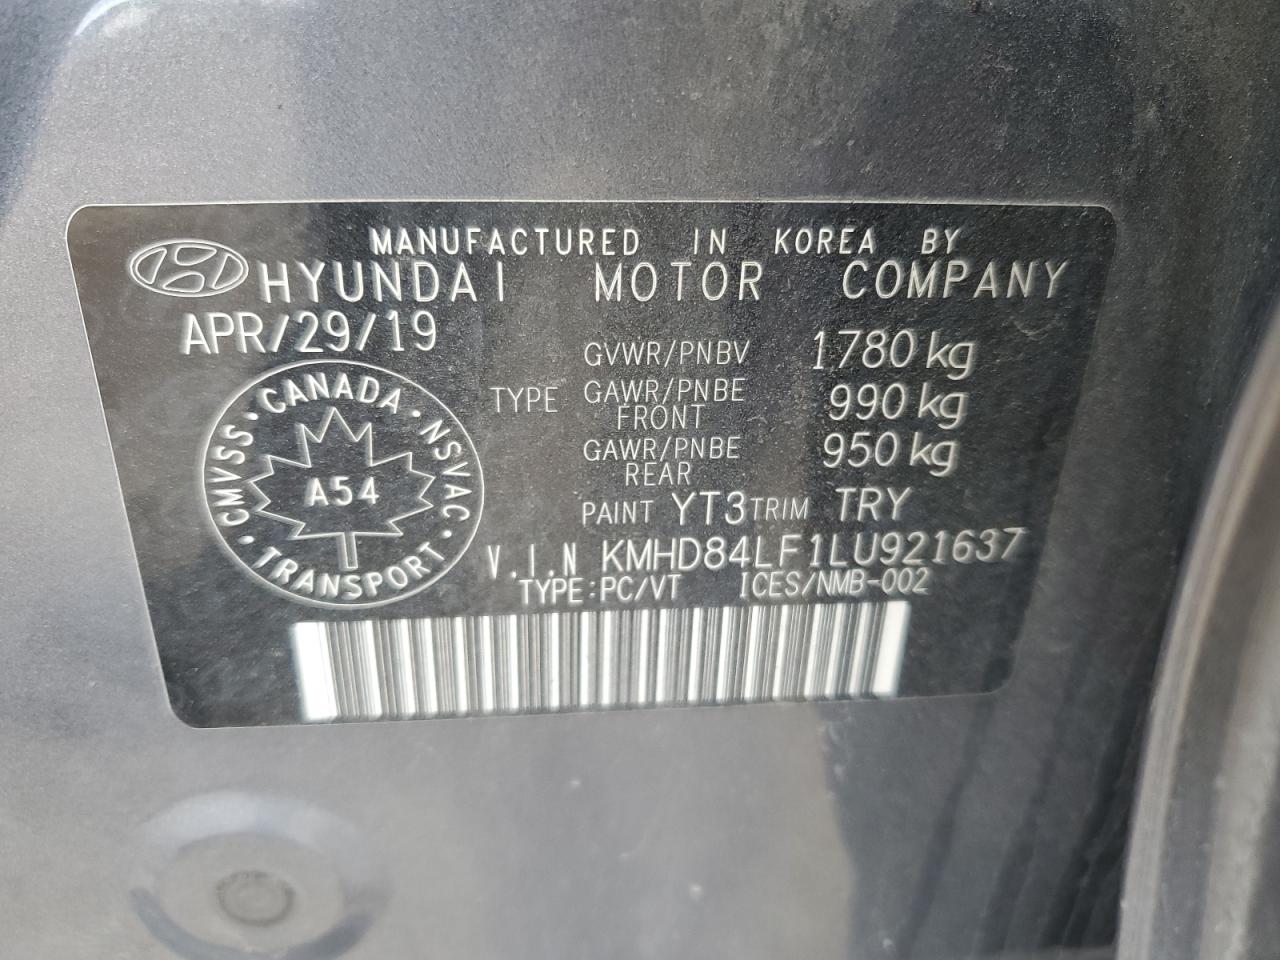 MANUFACTURED IN KOREA BY
HYUNDAI MOTOR COMPANY
APR/29/19
GVWR/PNBV 1780 kg
TYPE GAWR/PNBE FRONT 990 kg
GAWR/PNBE REAR 950 kg
PAINT YT3 TRIM TRY
V.I.N KMHD84LF1LU921637
TYPE:PC/VT ICES/NMB-002
CANADA · NSVAC · TRANSPORT · CMVSS ·
A54